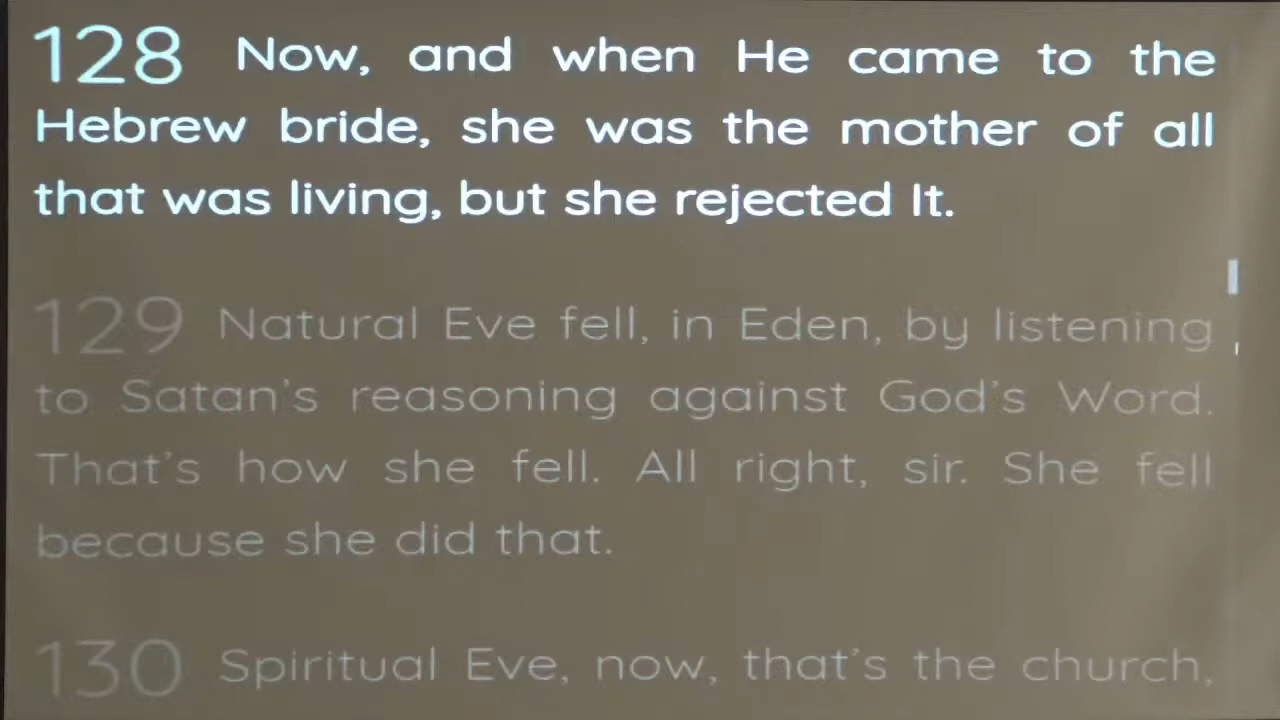 128 Now, and when He came to the
Hebrew bride, she was the mother of all
that was living, but she rejected It.
129 Natural Eve fell, in Eden, by listening
to Satan's reasoning against God's Word.
That's how she fell. All right, sir. She fell
because she did that.
130 Spiritual Eve, now, that's the church,